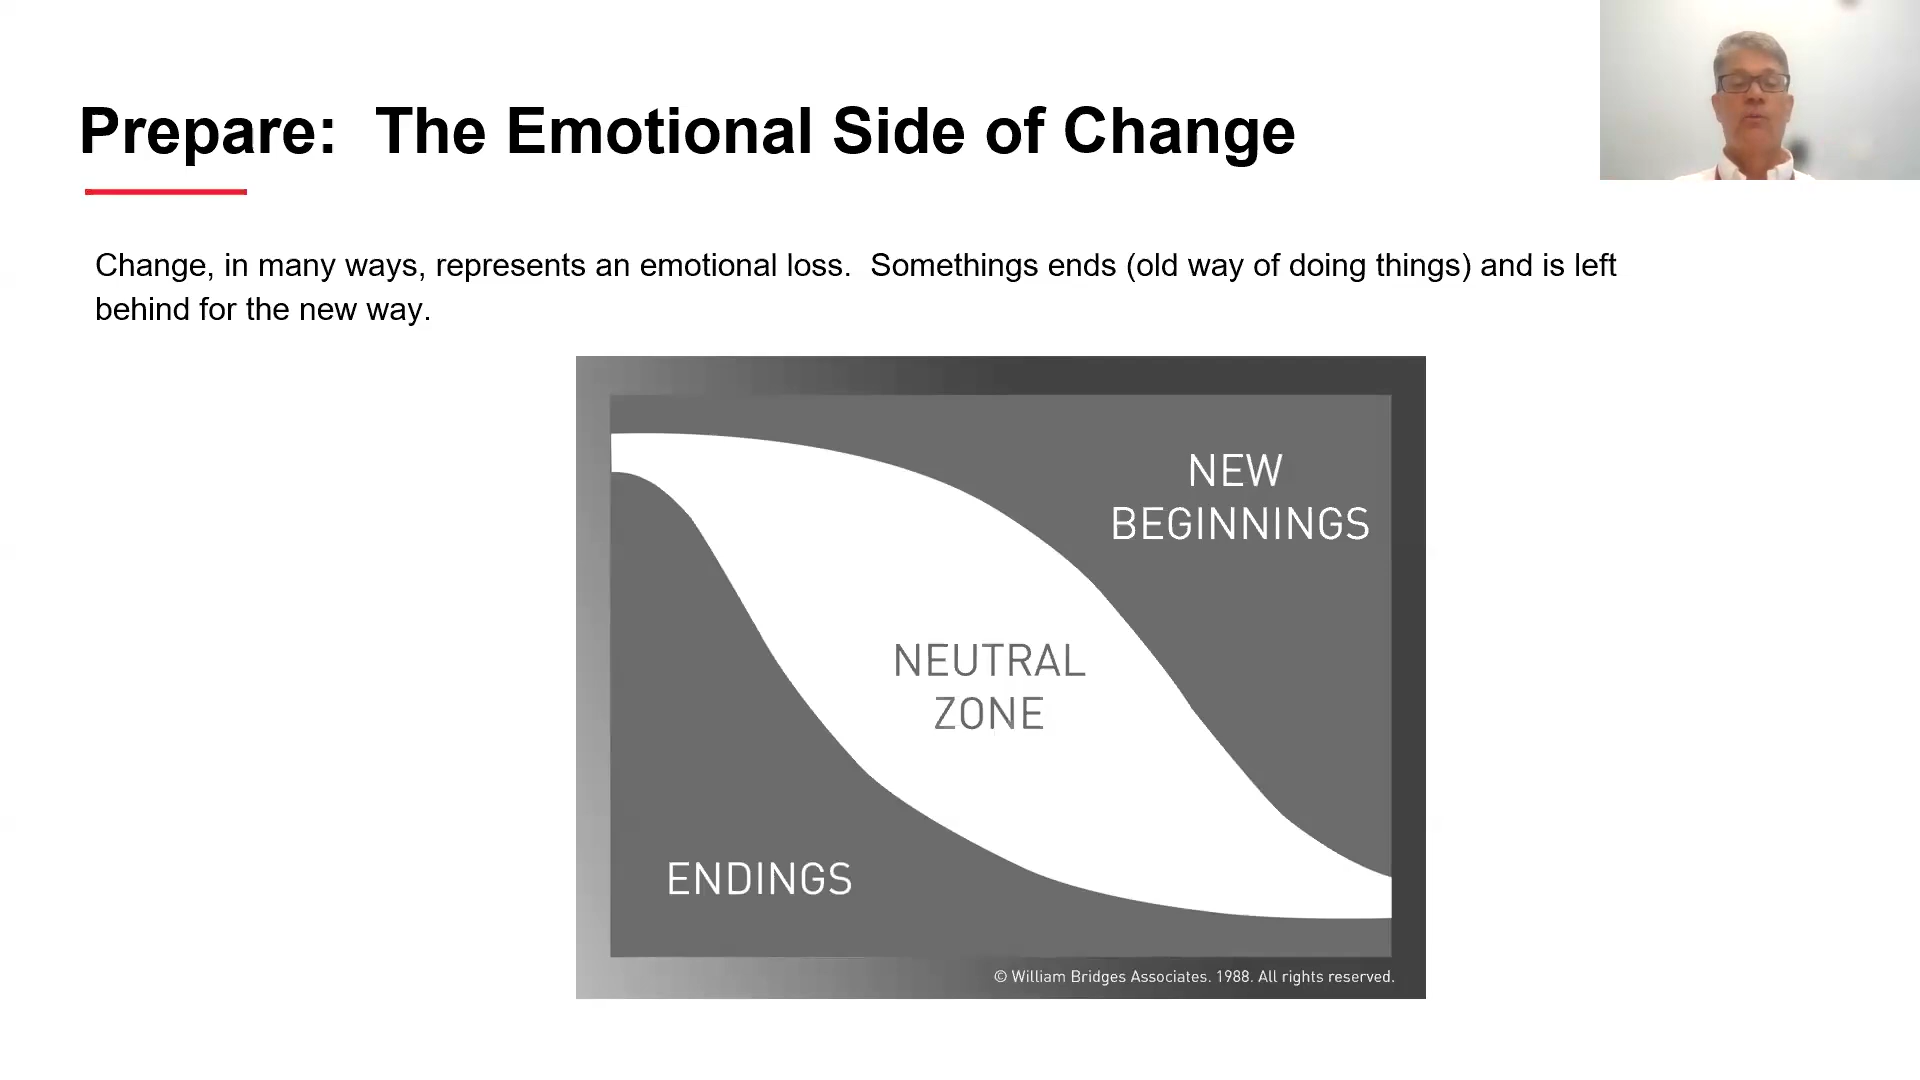 Prepare:  The Emotional Side of Change
Change, in many ways, represents an emotional loss.  Somethings ends (old way of doing things) and is left
behind for the new way.
NEW
BEGINNINGS
NEUTRAL
ZONE
ENDINGS
© William Bridges Associates. 1988. All rights reserved.